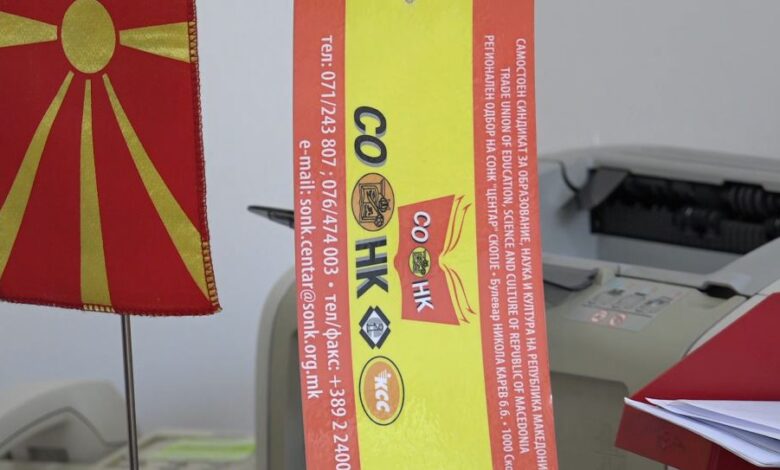 САМОСТОЕН СИНДИКАТ ЗА ОБРАЗОВАНИЕ, НАУКА И КУЛТУРА НА РЕПУБЛИКА МАКЕДОНИ
TRADE UNION OF EDUCATION, SCIENCE AND CULTURE OF REPUBLIC OF MACEDONIA
РЕГИОНАЛЕН ОДБОР НА СОНК "ЦЕНТАР" СКОПЈЕ • Булевар НИКОЛА КАРЕВ б.б. • 1000 Ско
СО НК
СО НК
КСС
тел: 071/243 807 ; 076/474 003 • тел/факс: +389 2 2400
e-mail: sonk.centar@sonk.org.mk